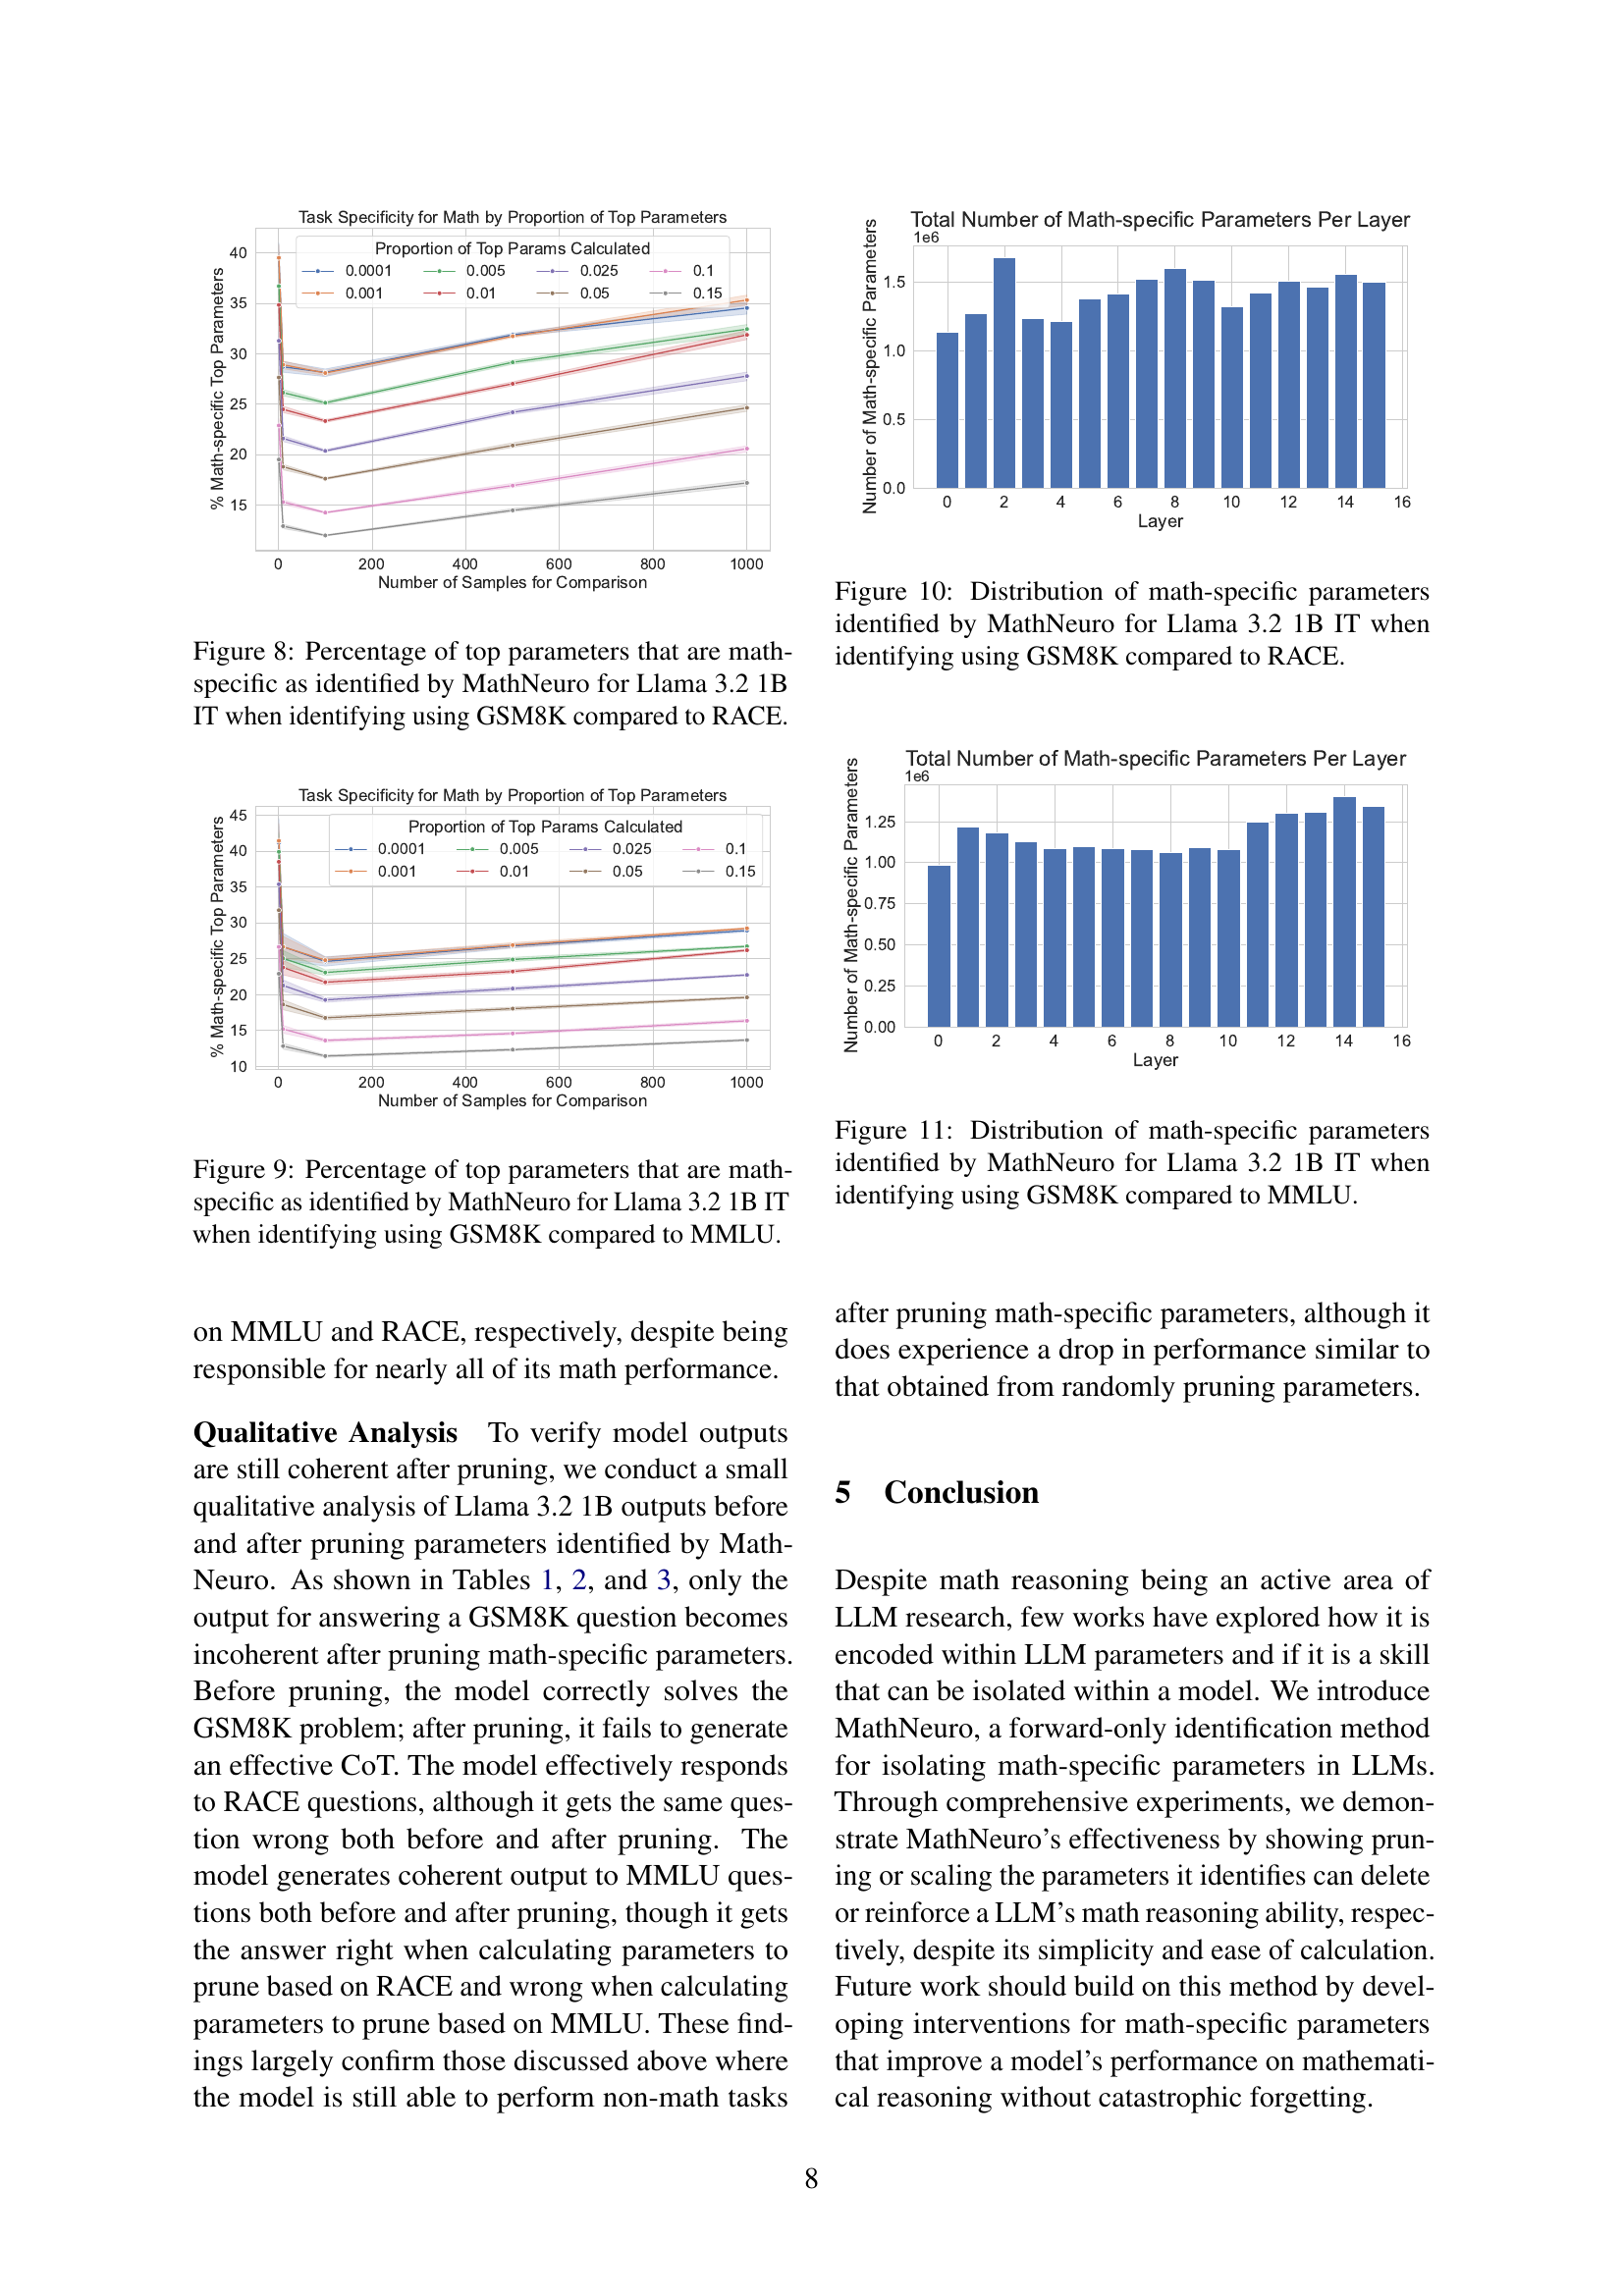 Task Specificity for Math by Proportion of Top Parameters
Proportion of Top Params Calculated
0.0001 0.005 0.025 0.1
0.001 0.01 0.05 0.15
% Math-specific Top Parameters
40
35
30
25
20
15
0 200 400 600 800 1000
Number of Samples for Comparison
Figure 8: Percentage of top parameters that are math-
specific as identified by MathNeuro for Llama 3.2 1B
IT when identifying using GSM8K compared to RACE.
Task Specificity for Math by Proportion of Top Parameters
Proportion of Top Params Calculated
0.0001 0.005 0.025 0.1
0.001 0.01 0.05 0.15
% Math-specific Top Parameters
45
40
35
30
25
20
15
10
0 200 400 600 800 1000
Number of Samples for Comparison
Figure 9: Percentage of top parameters that are math-
specific as identified by MathNeuro for Llama 3.2 1B IT
when identifying using GSM8K compared to MMLU.
on MMLU and RACE, respectively, despite being
responsible for nearly all of its math performance.
Qualitative Analysis To verify model outputs
are still coherent after pruning, we conduct a small
qualitative analysis of Llama 3.2 1B outputs before
and after pruning parameters identified by Math-
Neuro. As shown in Tables 1, 2, and 3, only the
output for answering a GSM8K question becomes
incoherent after pruning math-specific parameters.
Before pruning, the model correctly solves the
GSM8K problem; after pruning, it fails to generate
an effective CoT. The model effectively responds
to RACE questions, although it gets the same ques-
tion wrong both before and after pruning. The
model generates coherent output to MMLU ques-
tions both before and after pruning, though it gets
the answer right when calculating parameters to
prune based on RACE and wrong when calculating
parameters to prune based on MMLU. These find-
ings largely confirm those discussed above where
the model is still able to perform non-math tasks
Total Number of Math-specific Parameters Per Layer
1e6
Number of Math-specific Parameters
1.5
1.0
0.5
0.0
0 2 4 6 8 10 12 14 16
Layer
Figure 10: Distribution of math-specific parameters
identified by MathNeuro for Llama 3.2 1B IT when
identifying using GSM8K compared to RACE.
Total Number of Math-specific Parameters Per Layer
1e6
Number of Math-specific Parameters
1.25
1.00
0.75
0.50
0.25
0.00
0 2 4 6 8 10 12 14 16
Layer
Figure 11: Distribution of math-specific parameters
identified by MathNeuro for Llama 3.2 1B IT when
identifying using GSM8K compared to MMLU.
after pruning math-specific parameters, although it
does experience a drop in performance similar to
that obtained from randomly pruning parameters.
5 Conclusion
Despite math reasoning being an active area of
LLM research, few works have explored how it is
encoded within LLM parameters and if it is a skill
that can be isolated within a model. We introduce
MathNeuro, a forward-only identification method
for isolating math-specific parameters in LLMs.
Through comprehensive experiments, we demon-
strate MathNeuro's effectiveness by showing prun-
ing or scaling the parameters it identifies can delete
or reinforce a LLM's math reasoning ability, respec-
tively, despite its simplicity and ease of calculation.
Future work should build on this method by devel-
oping interventions for math-specific parameters
that improve a model's performance on mathemati-
cal reasoning without catastrophic forgetting.
8